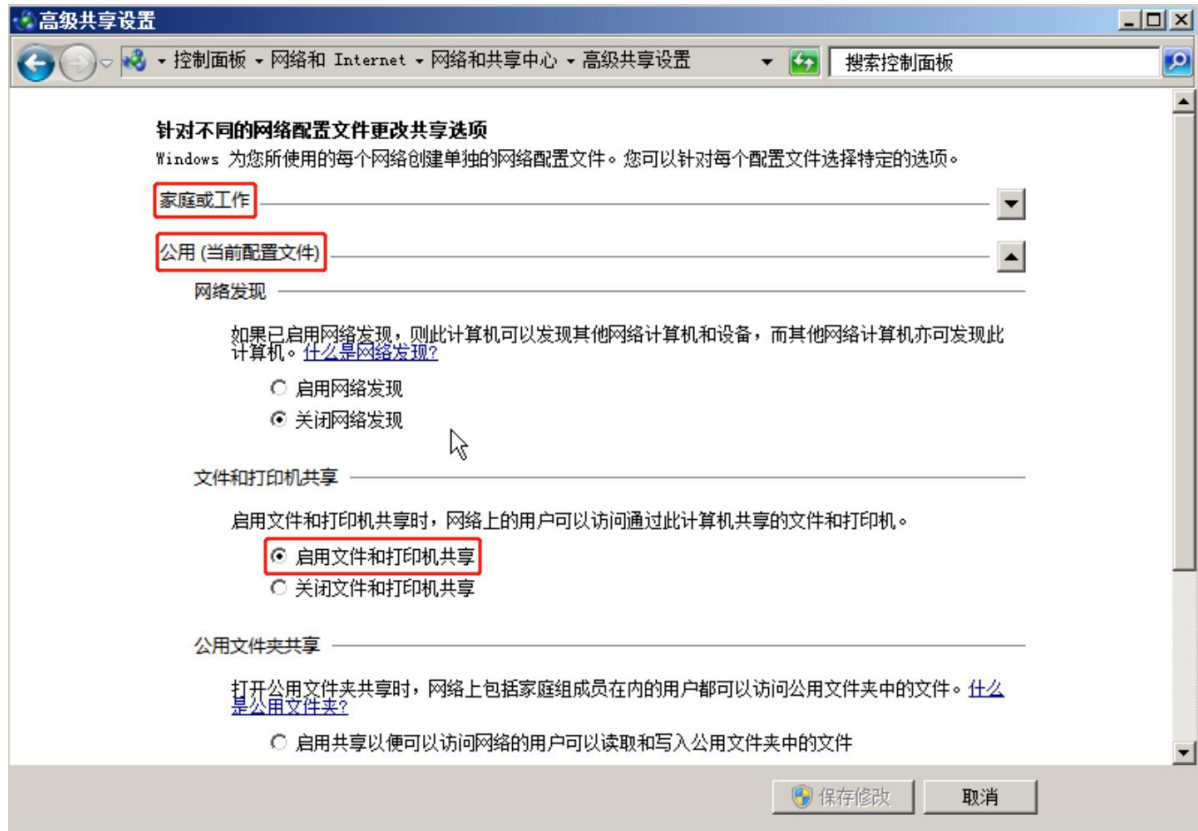 高级共享设置
控制面板 网络和 Internet 网络和共享中心 高级共享设置 搜索控制面板
针对不同的网络配置文件更改共享选项
Windows 为您所使用的每个网络创建单独的网络配置文件。您可以针对每个配置文件选择特定的选项。
家庭或工作
公用 (当前配置文件)
网络发现
如果已启用网络发现，则此计算机可以发现其他网络计算机和设备，而其他网络计算机亦可发现此
计算机。什么是网络发现?
启用网络发现
关闭网络发现
文件和打印机共享
启用文件和打印机共享时，网络上的用户可以访问通过此计算机共享的文件和打印机。
启用文件和打印机共享
关闭文件和打印机共享
公用文件夹共享
打开公用文件夹共享时，网络上包括家庭组成员在内的用户都可以访问公用文件夹中的文件。什么
是公用文件夹?
启用共享以便可以访问网络的用户可以读取和写入公用文件夹中的文件
保存修改 取消